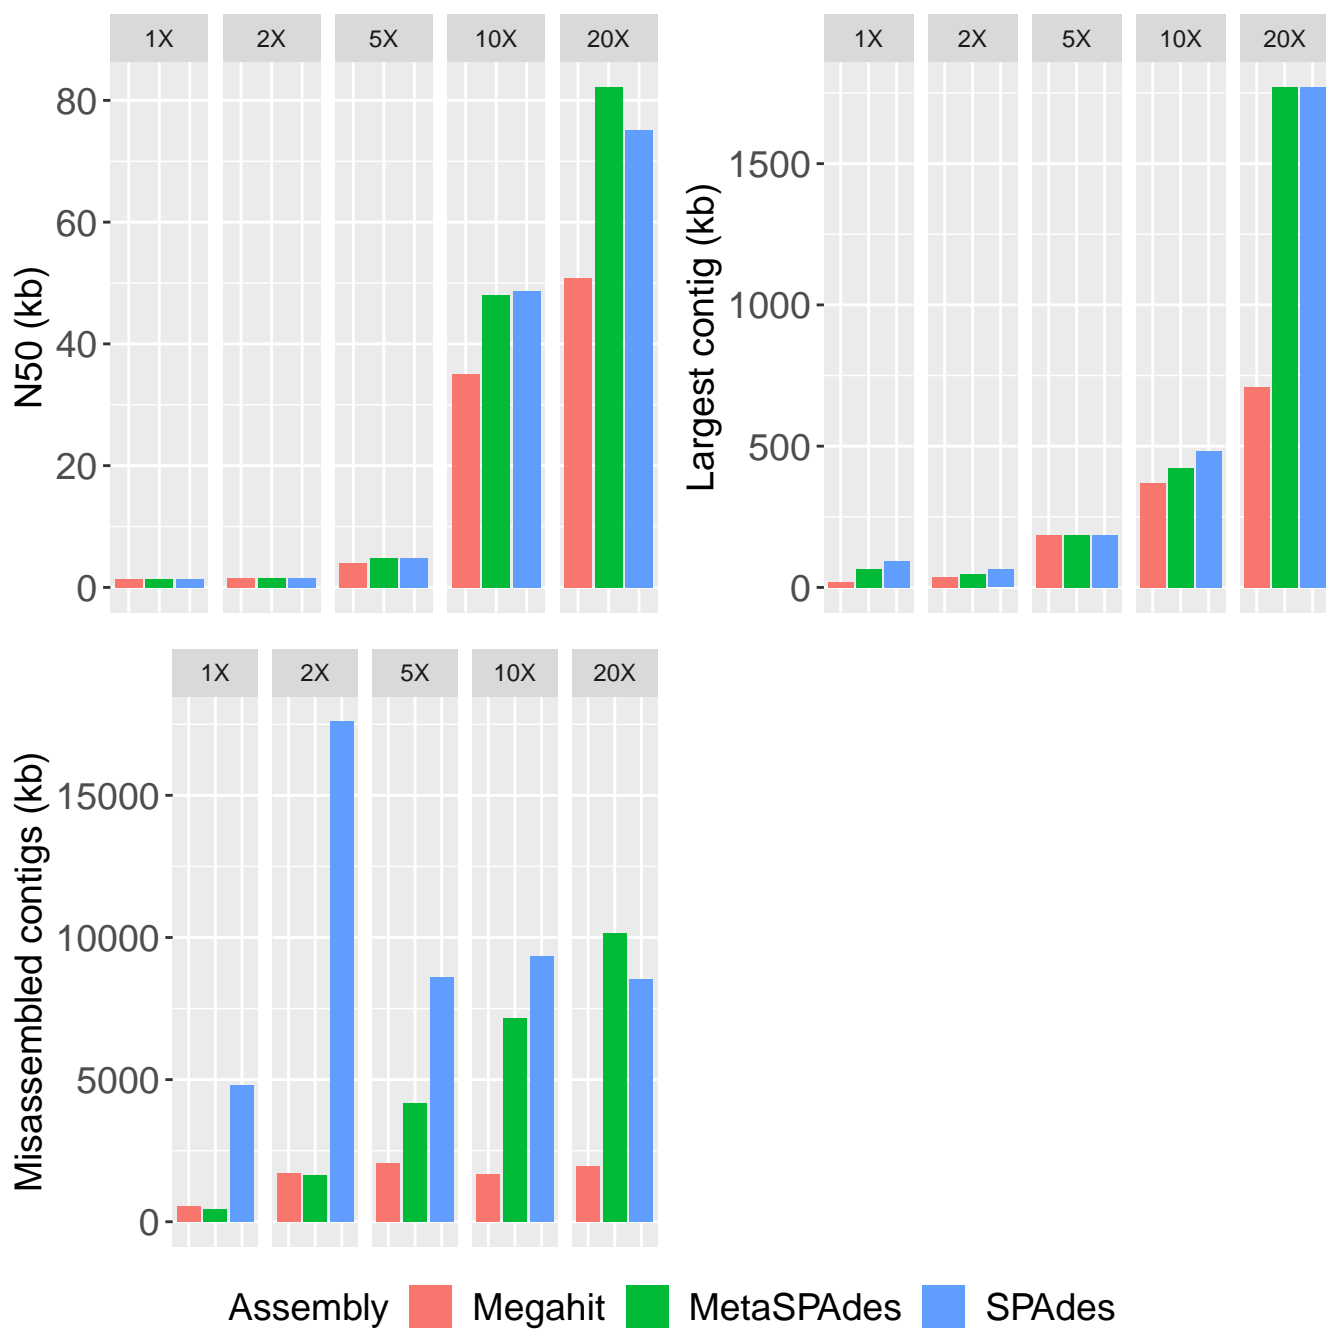 1X 2X 5X 10X 20X
N50 (kb)
80
60
40
20
0
1X 2X 5X 10X 20X
Largest contig (kb)
1500
1000
500
0
1X 2X 5X 10X 20X
Misassembled contigs (kb)
15000
10000
5000
0
Assembly Megahit MetaSPAdes SPAdes